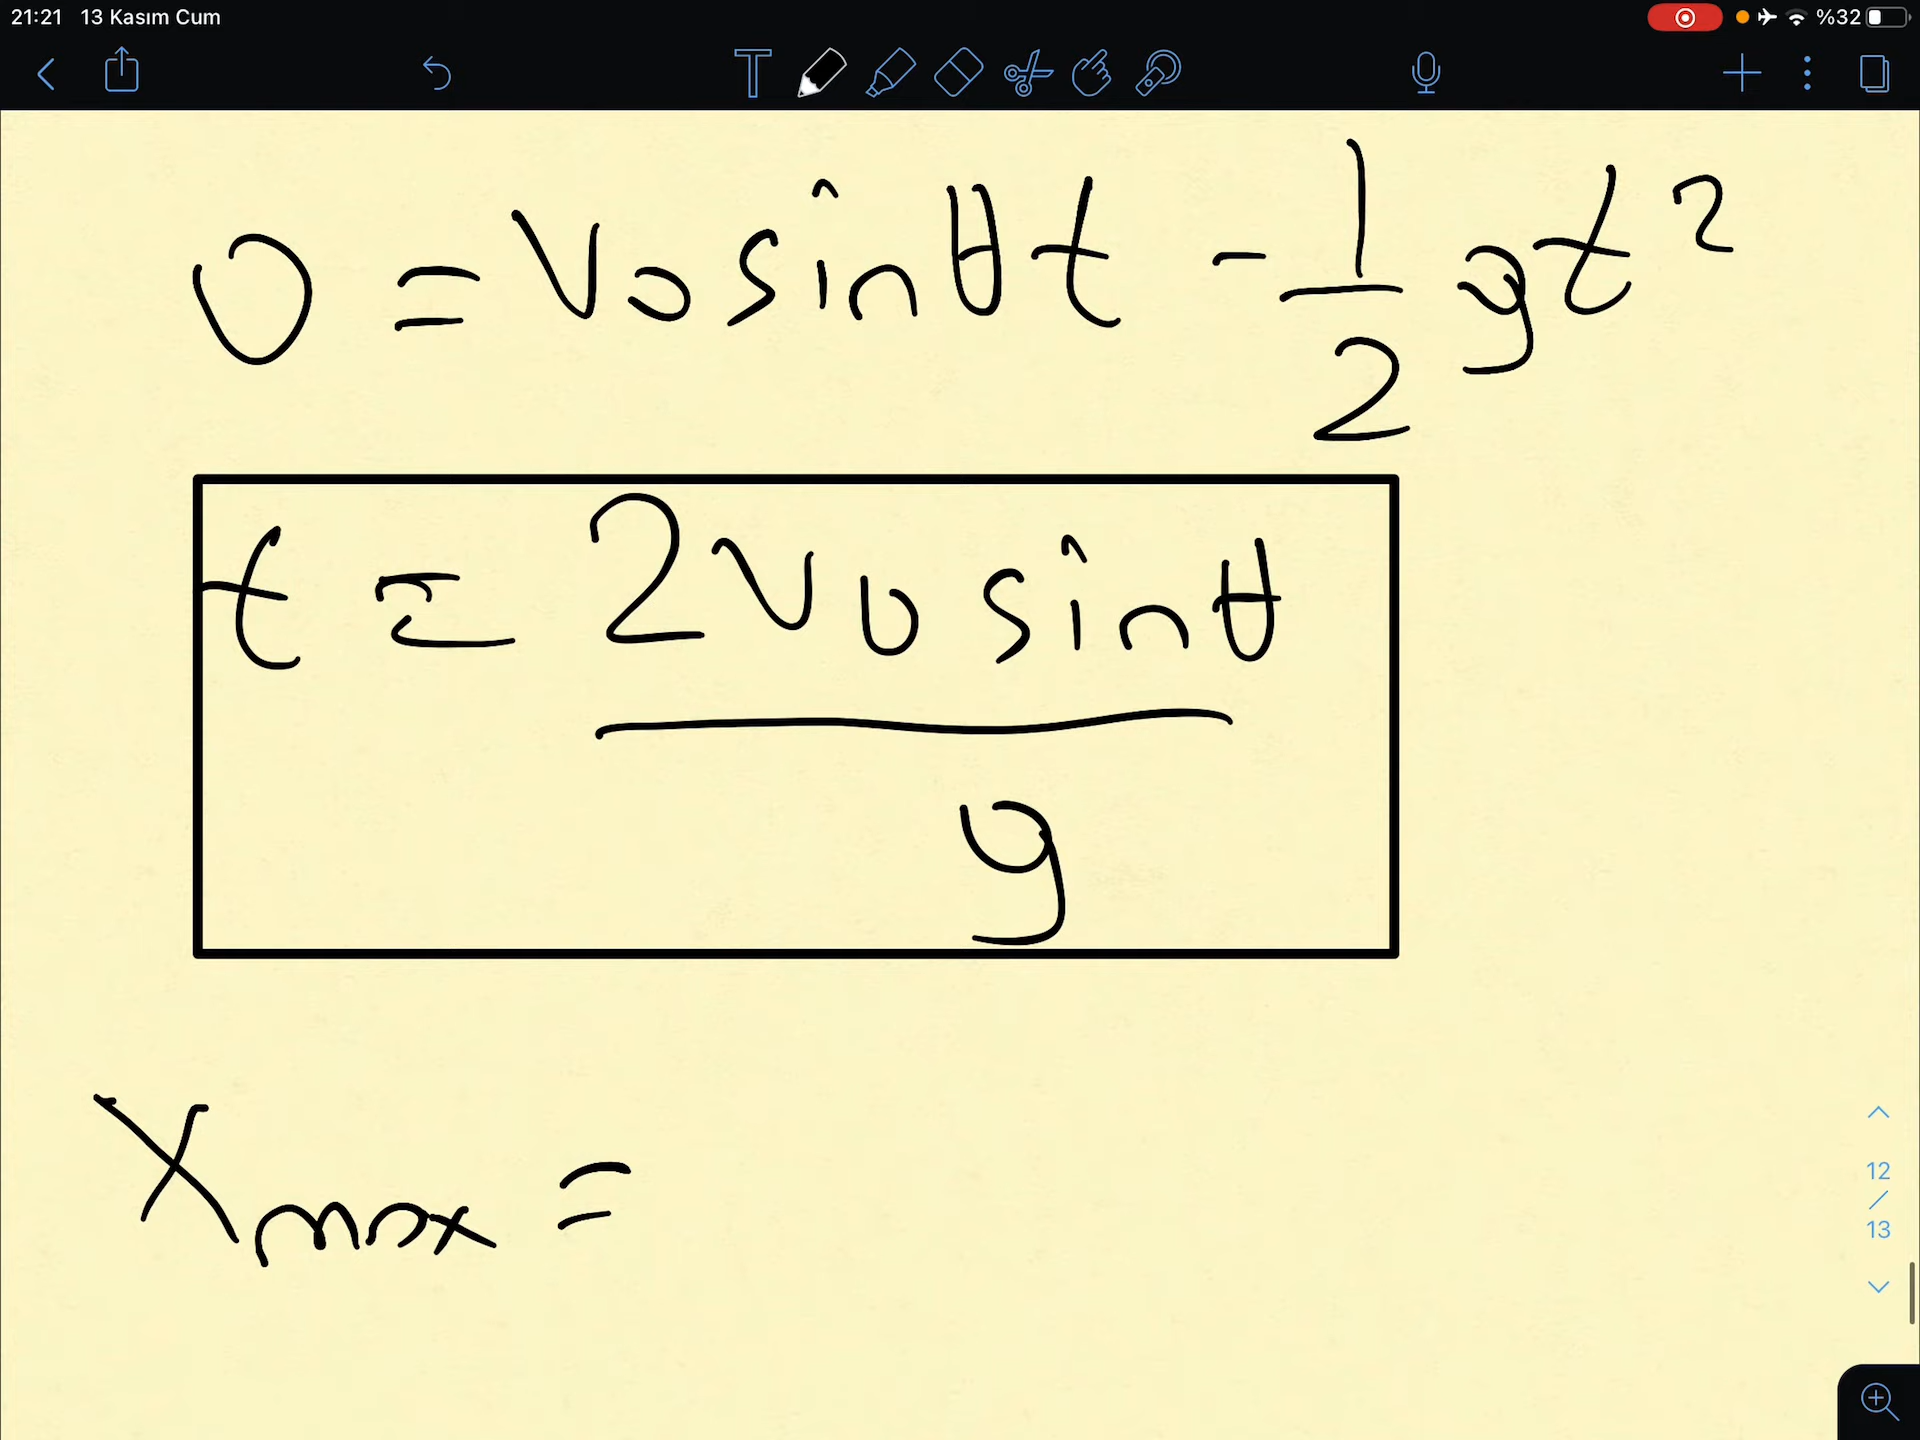 21:21 13 Kasım Cum %32
T
0 = v₀ sinθt - 1/2 gt²
t = 2v₀ sinθ / g
Xmax =
12
/
13